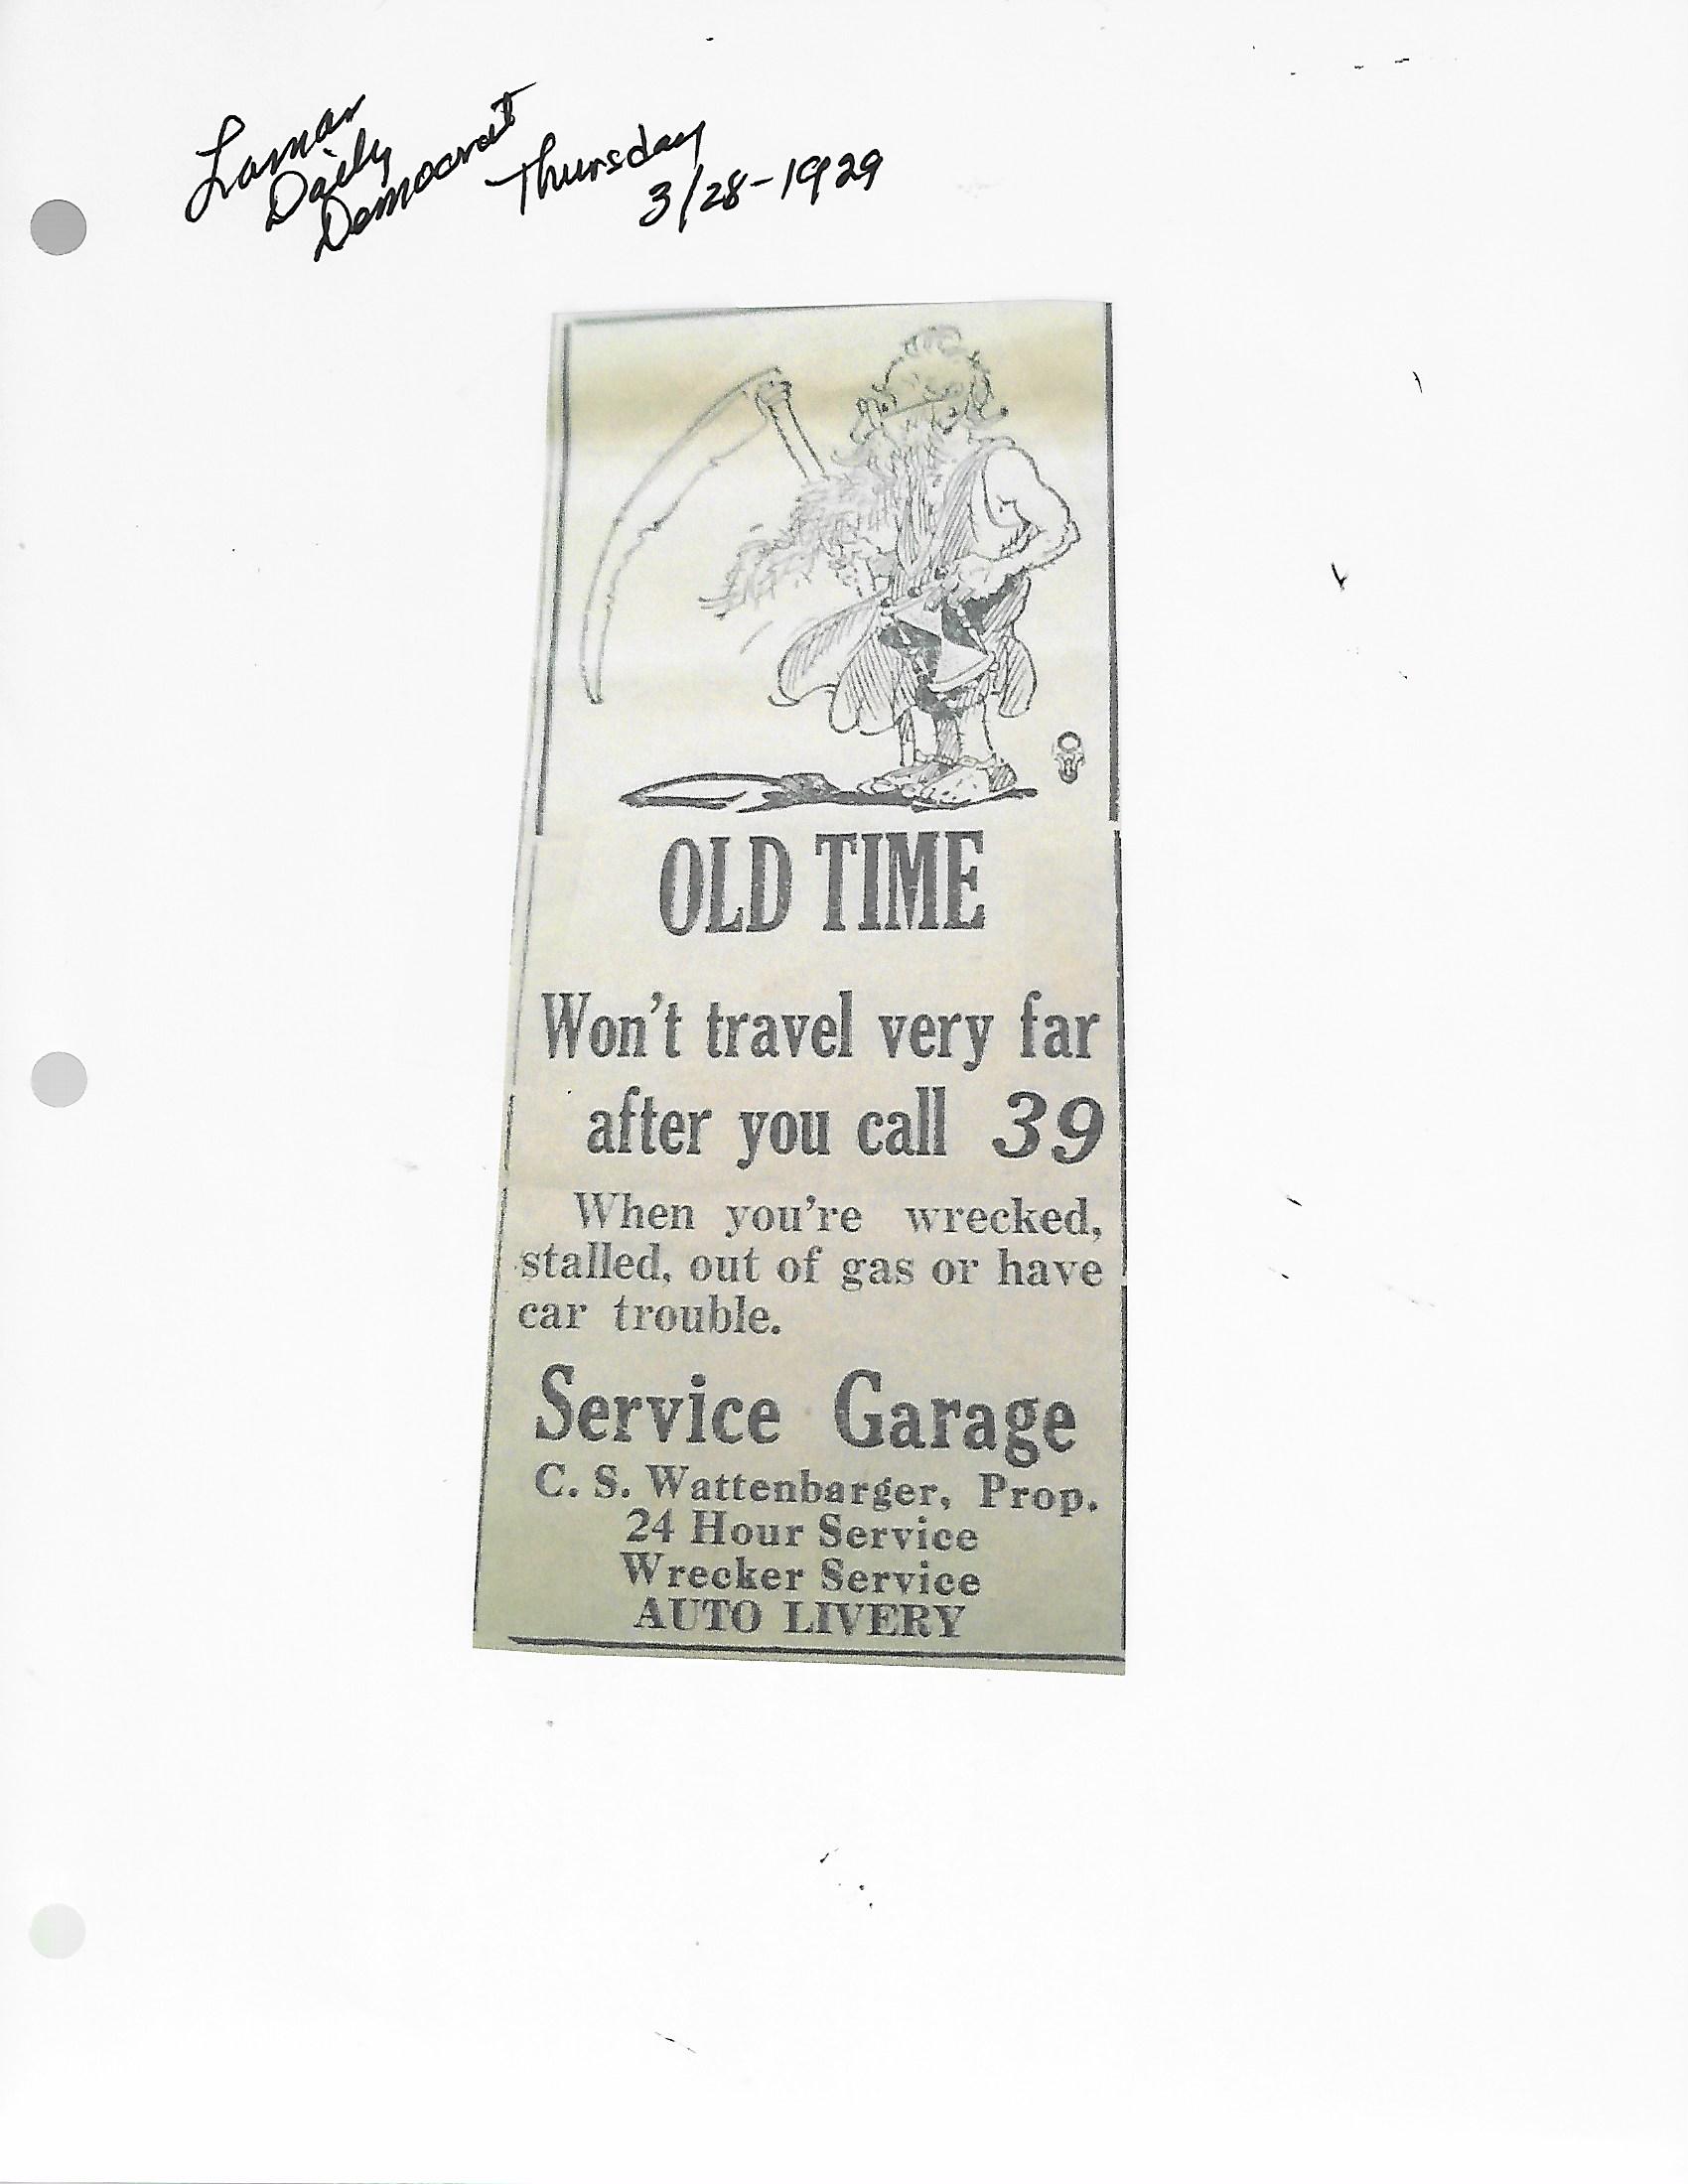 Lamar
Daily
Democrat
Thursday
3/28-1929
OLD TIME
Won't travel very far
after you call 39
When you're wrecked,
stalled, out of gas or have
car trouble.
Service Garage
C. S. Wattenbarger, Prop.
24 Hour Service
Wrecker Service
AUTO LIVERY